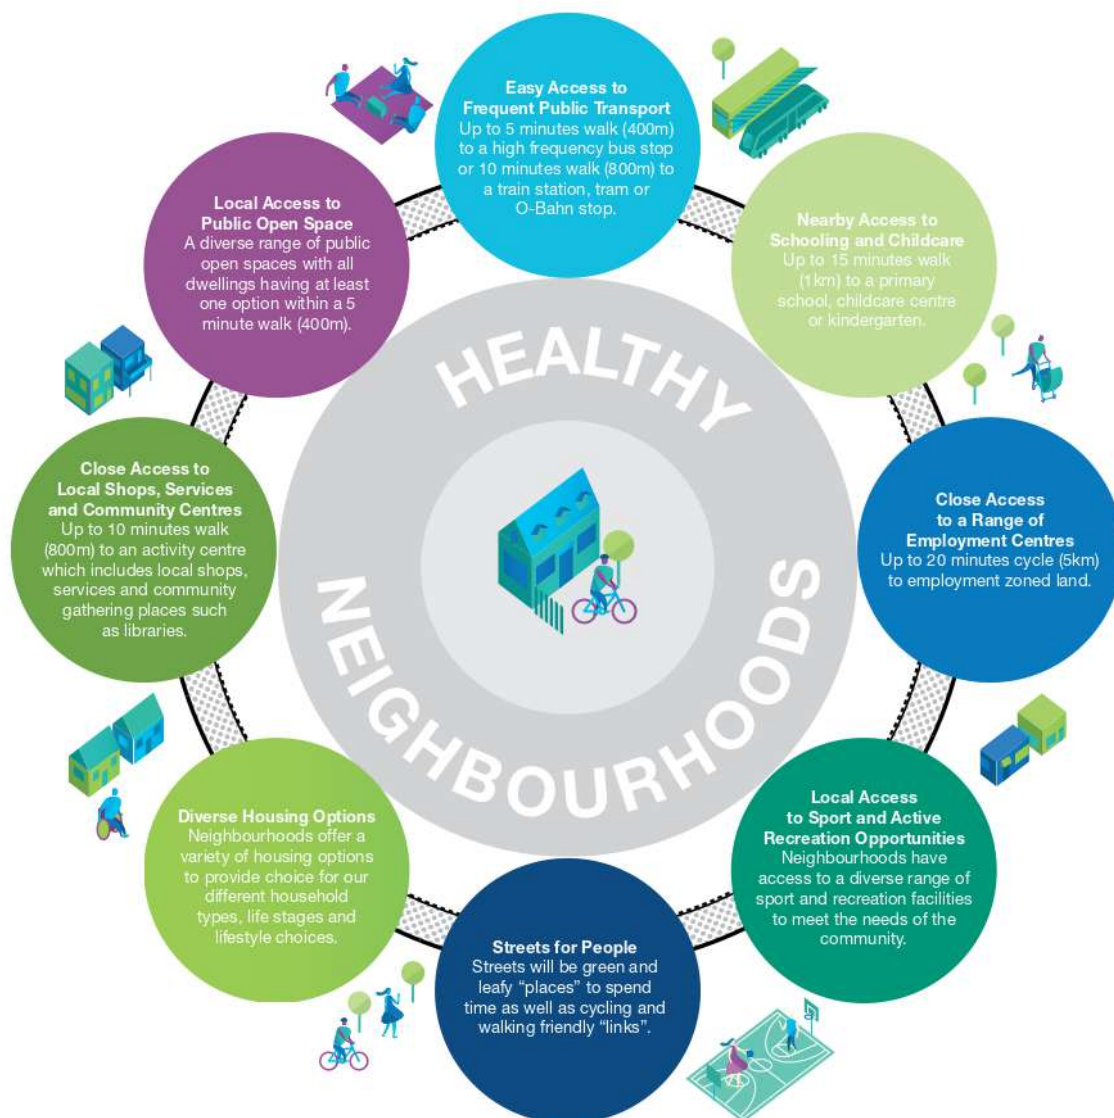 Easy Access to
Frequent Public Transport
Up to 5 minutes walk (400m)
to a high frequency bus stop
or 10 minutes walk (800m) to
a train station, tram or
O-Bahn stop.
Nearby Access to
Schooling and Childcare
Up to 15 minutes walk
(1km) to a primary
school, childcare centre
or kindergarten.
Close Access
to a Range of
Employment Centres
Up to 20 minutes cycle (5km)
to employment zoned land.
Local Access
to Sport and Active
Recreation Opportunities
Neighbourhoods have
access to a diverse range of
sport and recreation facilities
to meet the needs of the
community.
Streets for People
Streets will be green and
leafy “places” to spend
time as well as cycling and
walking friendly “links”.
Diverse Housing Options
Neighbourhoods offer a
variety of housing options
to provide choice for our
different household
types, life stages and
lifestyle choices.
Close Access to
Local Shops, Services
and Community Centres
Up to 10 minutes walk
(800m) to an activity centre
which includes local shops,
services and community
gathering places such
as libraries.
Local Access to
Public Open Space
A diverse range of public
open spaces with all
dwellings having at least
one option within a 5
minute walk (400m).
HEALTHY
NEIGHBOURHOODS